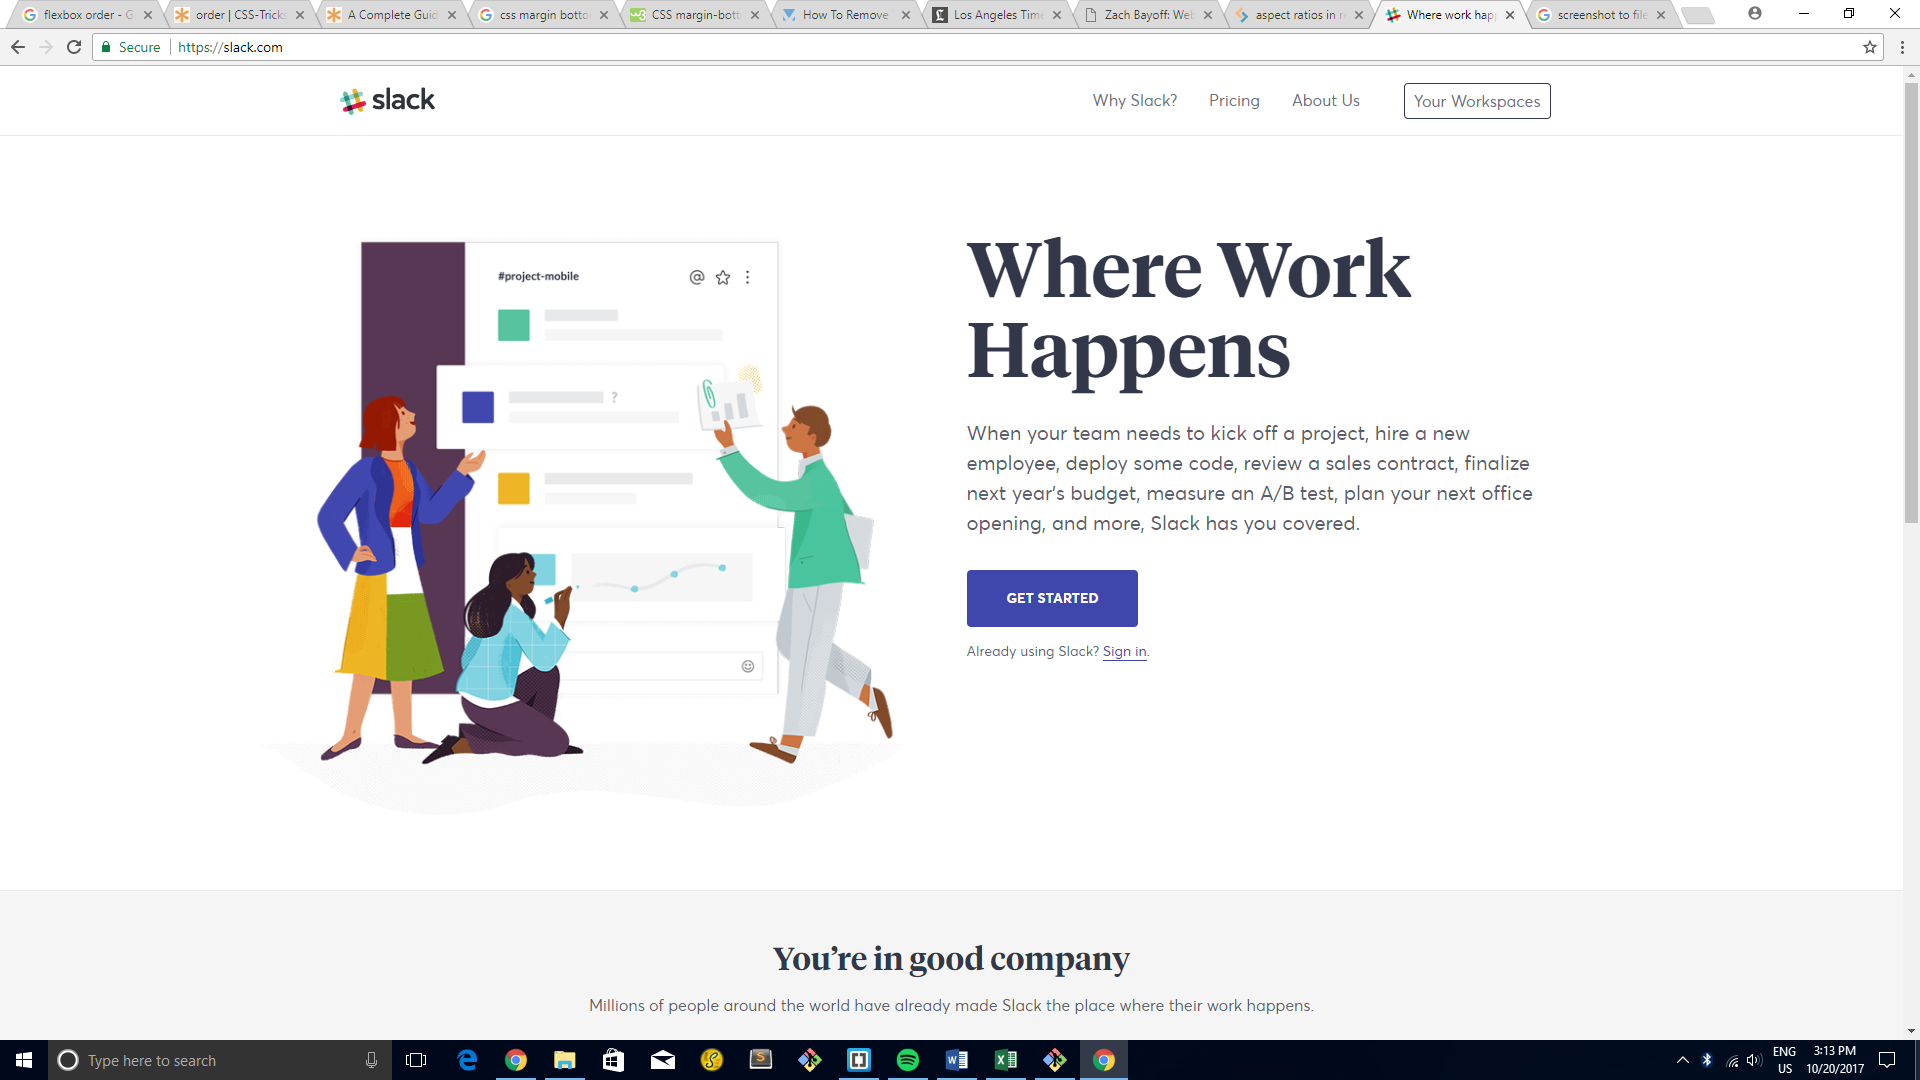 flexbox order - G
order | CSS-Tricks
A Complete Guid
css margin botto
CSS margin-bott
How To Remove
Los Angeles Time
Zach Bayoff: Web
aspect ratios in r
Where work hap
screenshot to file
Secure
https://slack.com
slack
Why Slack?
Pricing
About Us
Your Workspaces
#project-mobile
?
Where Work
Happens
When your team needs to kick off a project, hire a new
employee, deploy some code, review a sales contract, finalize
next year's budget, measure an A/B test, plan your next office
opening, and more, Slack has you covered.
GET STARTED
Already using Slack? Sign in.
You're in good company
Millions of people around the world have already made Slack the place where their work happens.
Type here to search
ENG
US
3:13 PM
10/20/2017